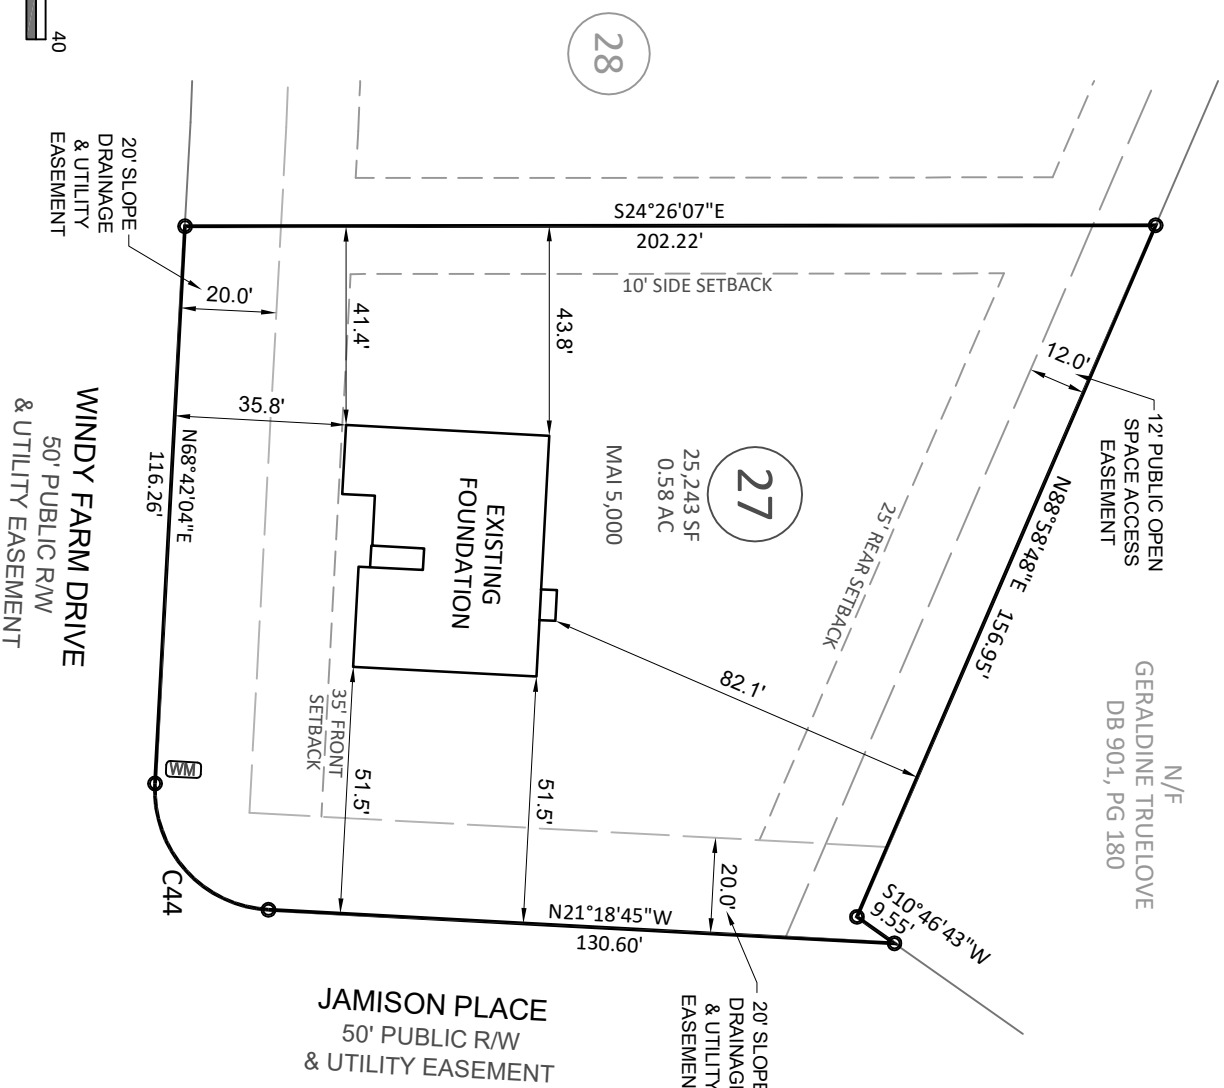 40
28
20' SLOPE
DRAINAGE
& UTILITY
EASEMENT
S24°26'07"E
202.22'
10' SIDE SETBACK
20.0'
41.4'
43.8'
12.0'
12' PUBLIC OPEN
SPACE ACCESS
EASEMENT
35.8'
N68°42'04"E
116.26'
WINDY FARM DRIVE
50' PUBLIC R/W
& UTILITY EASEMENT
EXISTING
FOUNDATION
27
25,243 SF
0.58 AC
MAI 5,000
25' REAR SETBACK
N88°58'48"E 156.95'
N/F
GERALDINE TRUELOVE
DB 901, PG 180
82.1'
35' FRONT
SETBACK
51.5'
51.5'
WM
C44
20.0'
S10°46'43"W
9.55'
N21°18'45"W
130.60'
JAMISON PLACE
50' PUBLIC R/W
& UTILITY EASEMENT
20' SLOPE
DRAINAGE
& UTILITY
EASEMEN